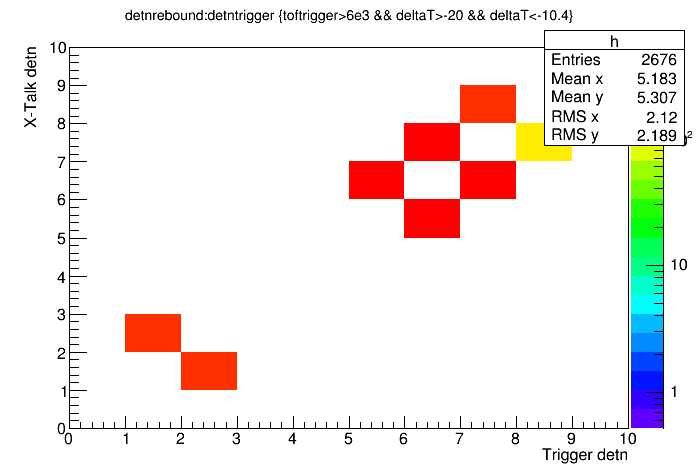 detnrebound:detntrigger {toftrigger>6e3 && deltaT>-20 && deltaT<-10.4}
h
Entries 2676
Mean x 5.183
Mean y 5.307
RMS x 2.12
RMS y 2.189
X-Talk detn
10
9
8
7
6
5
4
3
2
1
0
0 1 2 3 4 5 6 7 8 9 10
Trigger detn
2
10
1